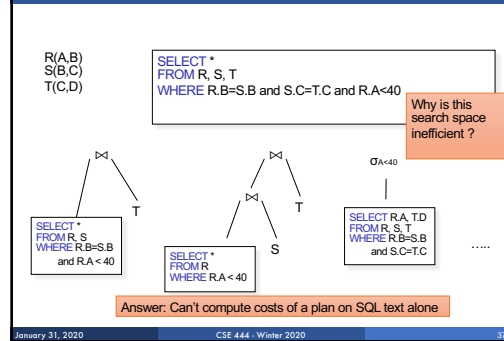 R(A,B)
S(B,C)
T(C,D)
SELECT *
FROM R, S, T
WHERE R.B=S.B and S.C=T.C and R.A<40
Why is this
search space
inefficient ?
⋈
T
SELECT *
FROM R, S
WHERE R.B=S.B
and R.A < 40
⋈
⋈
T
S
SELECT *
FROM R
WHERE R.A < 40
σA<40
SELECT R.A, T.D
FROM R, S, T
WHERE R.B=S.B
and S.C=T.C
.....
Answer: Can't compute costs of a plan on SQL text alone
January 31, 2020
CSE 444 - Winter 2020
37